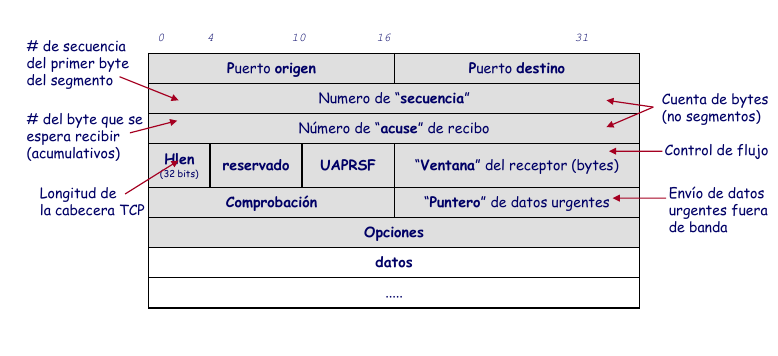 0 4 10 16 31
# de secuencia
del primer byte
del segmento
Puerto origen
Puerto destino
Numero de “secuencia”
# del byte que se
espera recibir
(acumulativos)
Número de “acuse” de recibo
Cuenta de bytes
(no segmentos)
Hlen
(32 bits)
reservado
UAPRSF
“Ventana” del receptor (bytes)
Control de flujo
Longitud de
la cabecera TCP
Comprobación
“Puntero” de datos urgentes
Envío de datos
urgentes fuera
de banda
Opciones
datos
.....